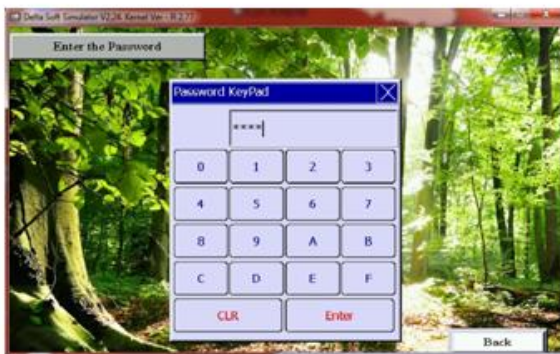 Delta Soft Simulator V2.24, Kernel Ver - R 2.77
Enter the Password
Password KeyPad
****
0 1 2 3
4 5 6 7
8 9 A B
C D E F
CLR Enter
Back